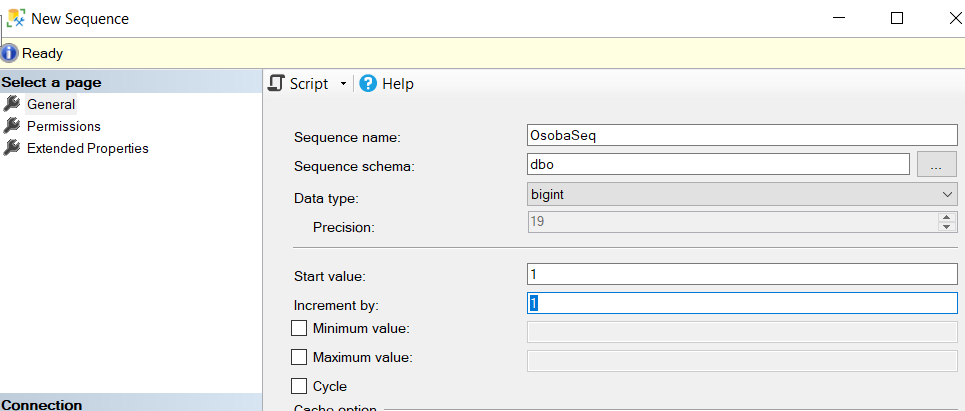 New Sequence
Ready
Select a page
General
Permissions
Extended Properties
Connection
Script
Help
Sequence name: OsobaSeq
Sequence schema: dbo ...
Data type: bigint
Precision: 19
Start value: 1
Increment by: 1
Minimum value:
Maximum value:
Cycle
Cache option